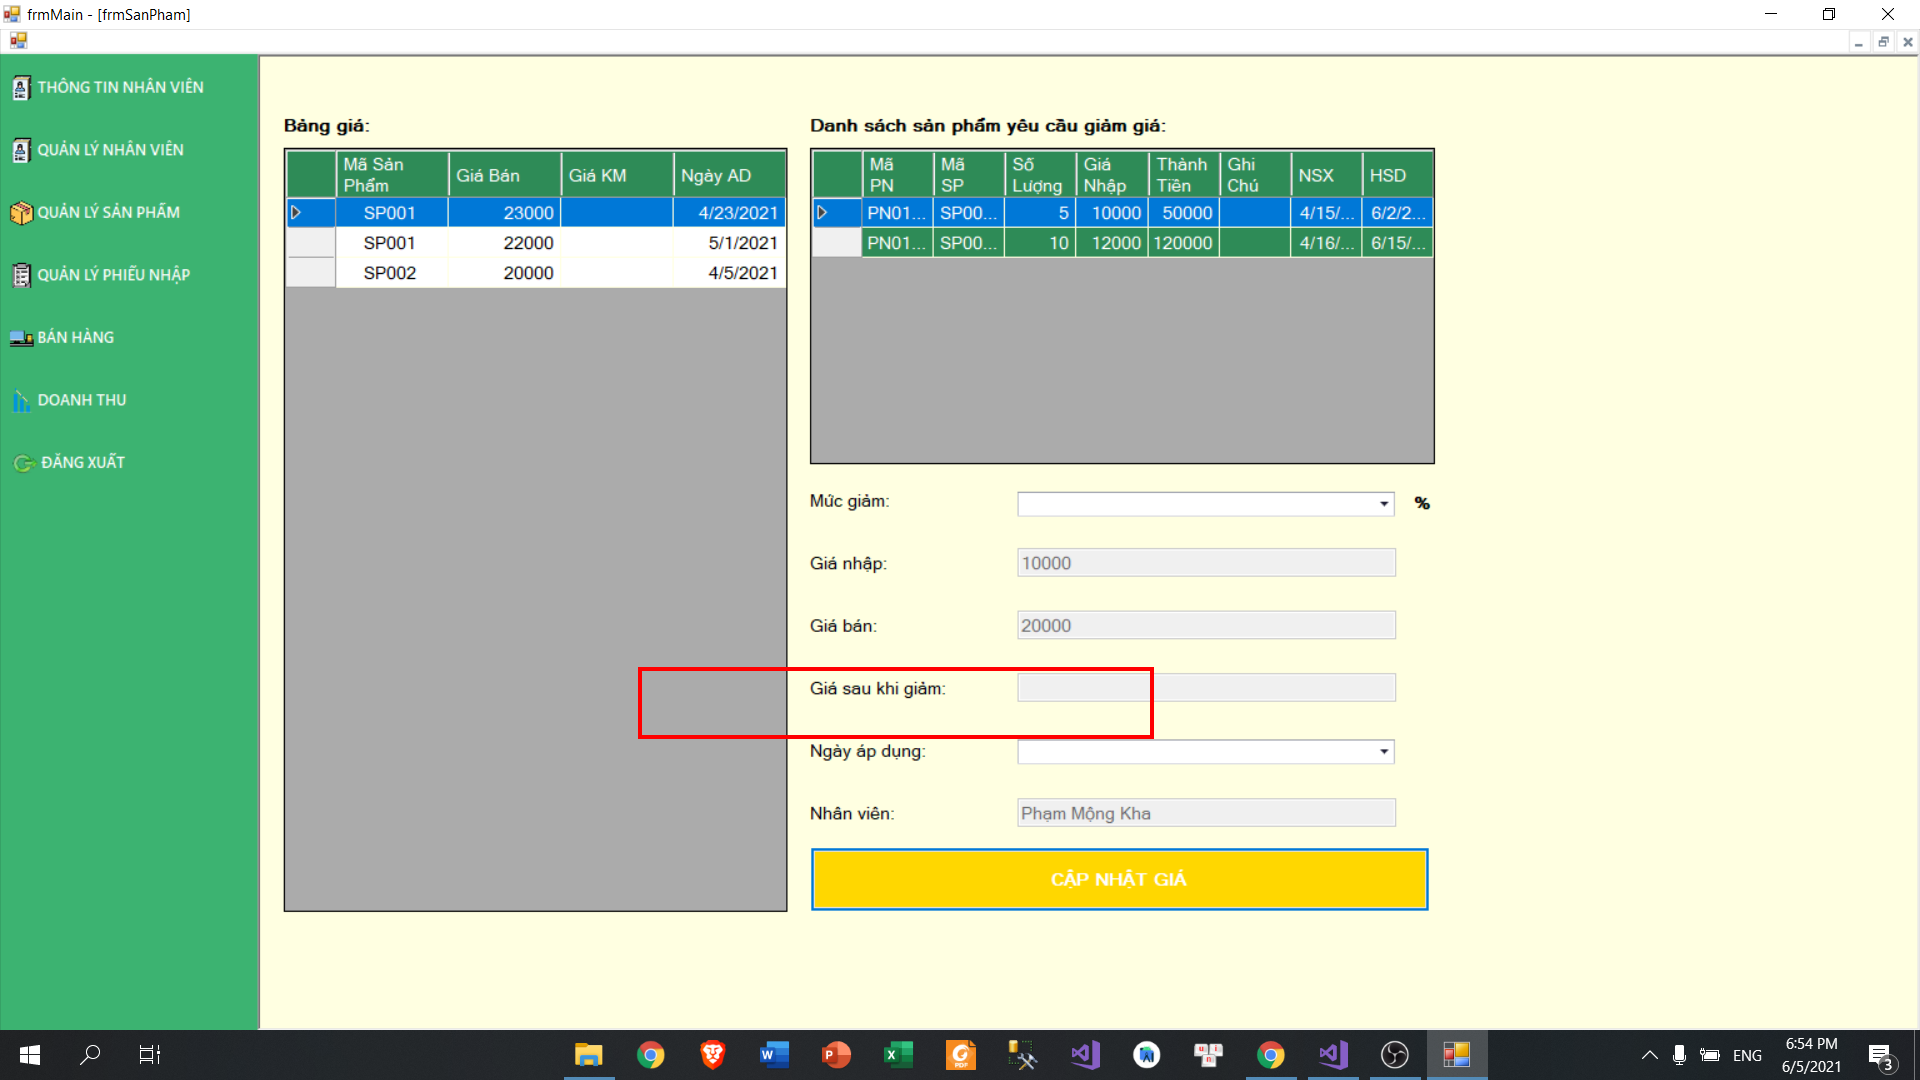 frmMain - [frmSanPham]
THÔNG TIN NHÂN VIÊN
QUẢN LÝ NHÂN VIÊN
QUẢN LÝ SẢN PHẨM
QUẢN LÝ PHIẾU NHẬP
BÁN HÀNG
DOANH THU
ĐĂNG XUẤT
Bảng giá:
Mã Sản Phẩm Giá Bán Giá KM Ngày AD
SP001 23000 4/23/2021
SP001 22000 5/1/2021
SP002 20000 4/5/2021
Danh sách sản phẩm yêu cầu giảm giá:
Mã PN Mã SP Số Lượng Giá Nhập Thành Tiền Ghi Chú NSX HSD
PN01... SP00... 5 10000 50000 4/15/... 6/2/2...
PN01... SP00... 10 12000 120000 4/16/... 6/15/...
Mức giảm: %
Giá nhập: 10000
Giá bán: 20000
Giá sau khi giảm:
Ngày áp dụng:
Nhân viên: Phạm Mộng Kha
CẬP NHẬT GIÁ
ENG
6:54 PM
6/5/2021
3